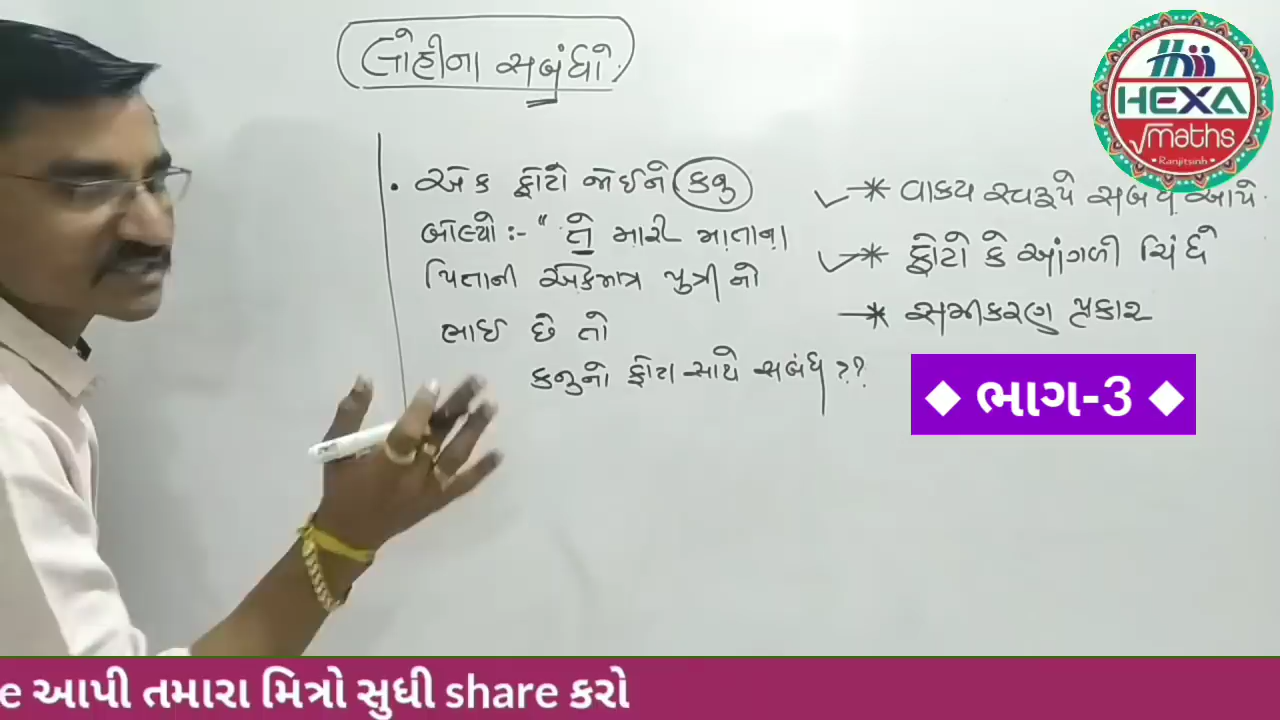 લોહીના સબંધો
• એક ફોટો જોઈને કનુ
બોલ્યો :- " તે મારી માતાના
પિતાની એકમાત્ર પુત્રી નો
ભાઈ છે તો
કનુનો ફોટા સાથે સબંધ ??
* વાક્ય સ્વરૂપે સબંધ આપે
* ફોટો કે આંગળી ચિંધે
* સમીકરણ પ્રકાર
HEXA
√maths
Ranjitsinh
◆ ભાગ-3 ◆
e આપી તમારા મિત્રો સુધી share કરો